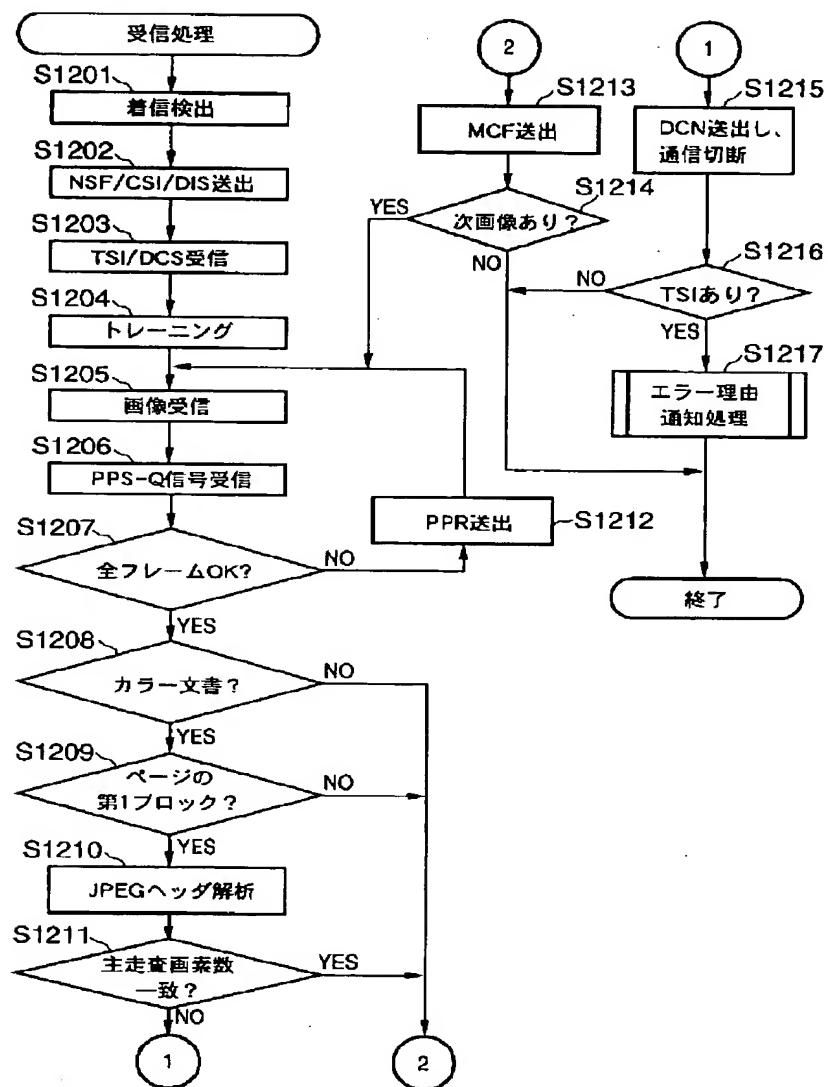 受信処理
S1201
着信検出
S1202
NSF/CSI/DIS送出
S1203
TSI/DCS受信
S1204
トレーニング
S1205
画像受信
S1206
PPS-Q信号受信
S1207
全フレームOK?
NO
YES
PPR送出
S1212
S1208
カラー文書?
NO
YES
S1209
ページの
第1ブロック?
NO
YES
S1210
JPEGヘッダ解析
S1211
主走査画素数
一致?
YES
NO
1
2
2
S1213
MCF送出
S1214
YES
次画像あり?
NO
1
S1215
DCN送出し、
通信切断
S1216
NO
TSIあり?
YES
S1217
エラー理由
通知処理
終了